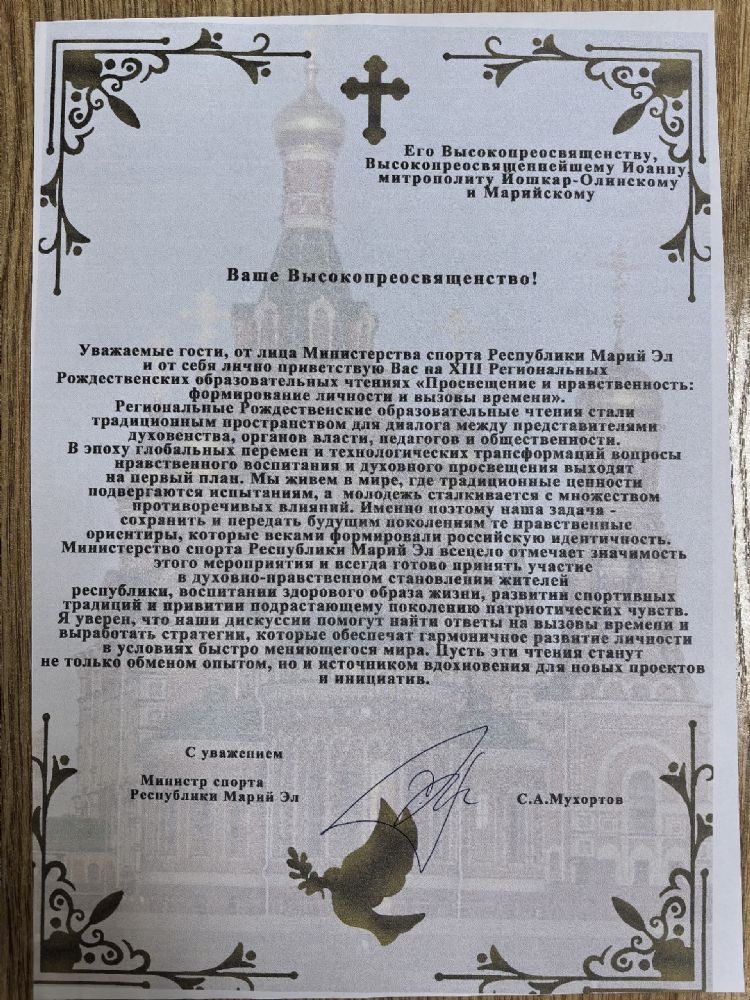 Его Высокопреосвященству,
Высокопреосвященнейшему Иоанну,
митрополиту Йошкар-Олинскому
и Марийскому
Ваше Высокопреосвященство!
Уважаемые гости, от лица Министерства спорта Республики Марий Эл
и от себя лично приветствую Вас на XIII Региональных
Рождественских образовательных чтениях «Просвещение и нравственность:
формирование личности и вызовы времени».
Региональные Рождественские образовательные чтения стали
традиционным пространством для диалога между представителями
духовенства, органов власти, педагогов и общественности.
В эпоху глобальных перемен и технологических трансформаций вопросы
нравственного воспитания и духовного просвещения выходят
на первый план. Мы живем в мире, где традиционные ценности
подвергаются испытаниям, а молодежь сталкивается с множеством
противоречивых влияний. Именно поэтому наша задача -
сохранить и передать будущим поколениям те нравственные
ориентиры, которые веками формировали российскую идентичность.
Министерство спорта Республики Марий Эл всецело отмечает значимость
этого мероприятия и всегда готово принять участие
в духовно-нравственном становлении жителей
республики, воспитании здорового образа жизни, развитии спортивных
традиций и привитии подрастающему поколению патриотических чувств.
Я уверен, что наши дискуссии помогут найти ответы на вызовы времени и
выработать стратегии, которые обеспечат гармоничное развитие личности
в условиях быстро меняющегося мира. Пусть эти чтения станут
не только обменом опытом, но и источником вдохновения для новых проектов
и инициатив.
С уважением
Министр спорта
Республики Марий Эл
С.А.Мухортов